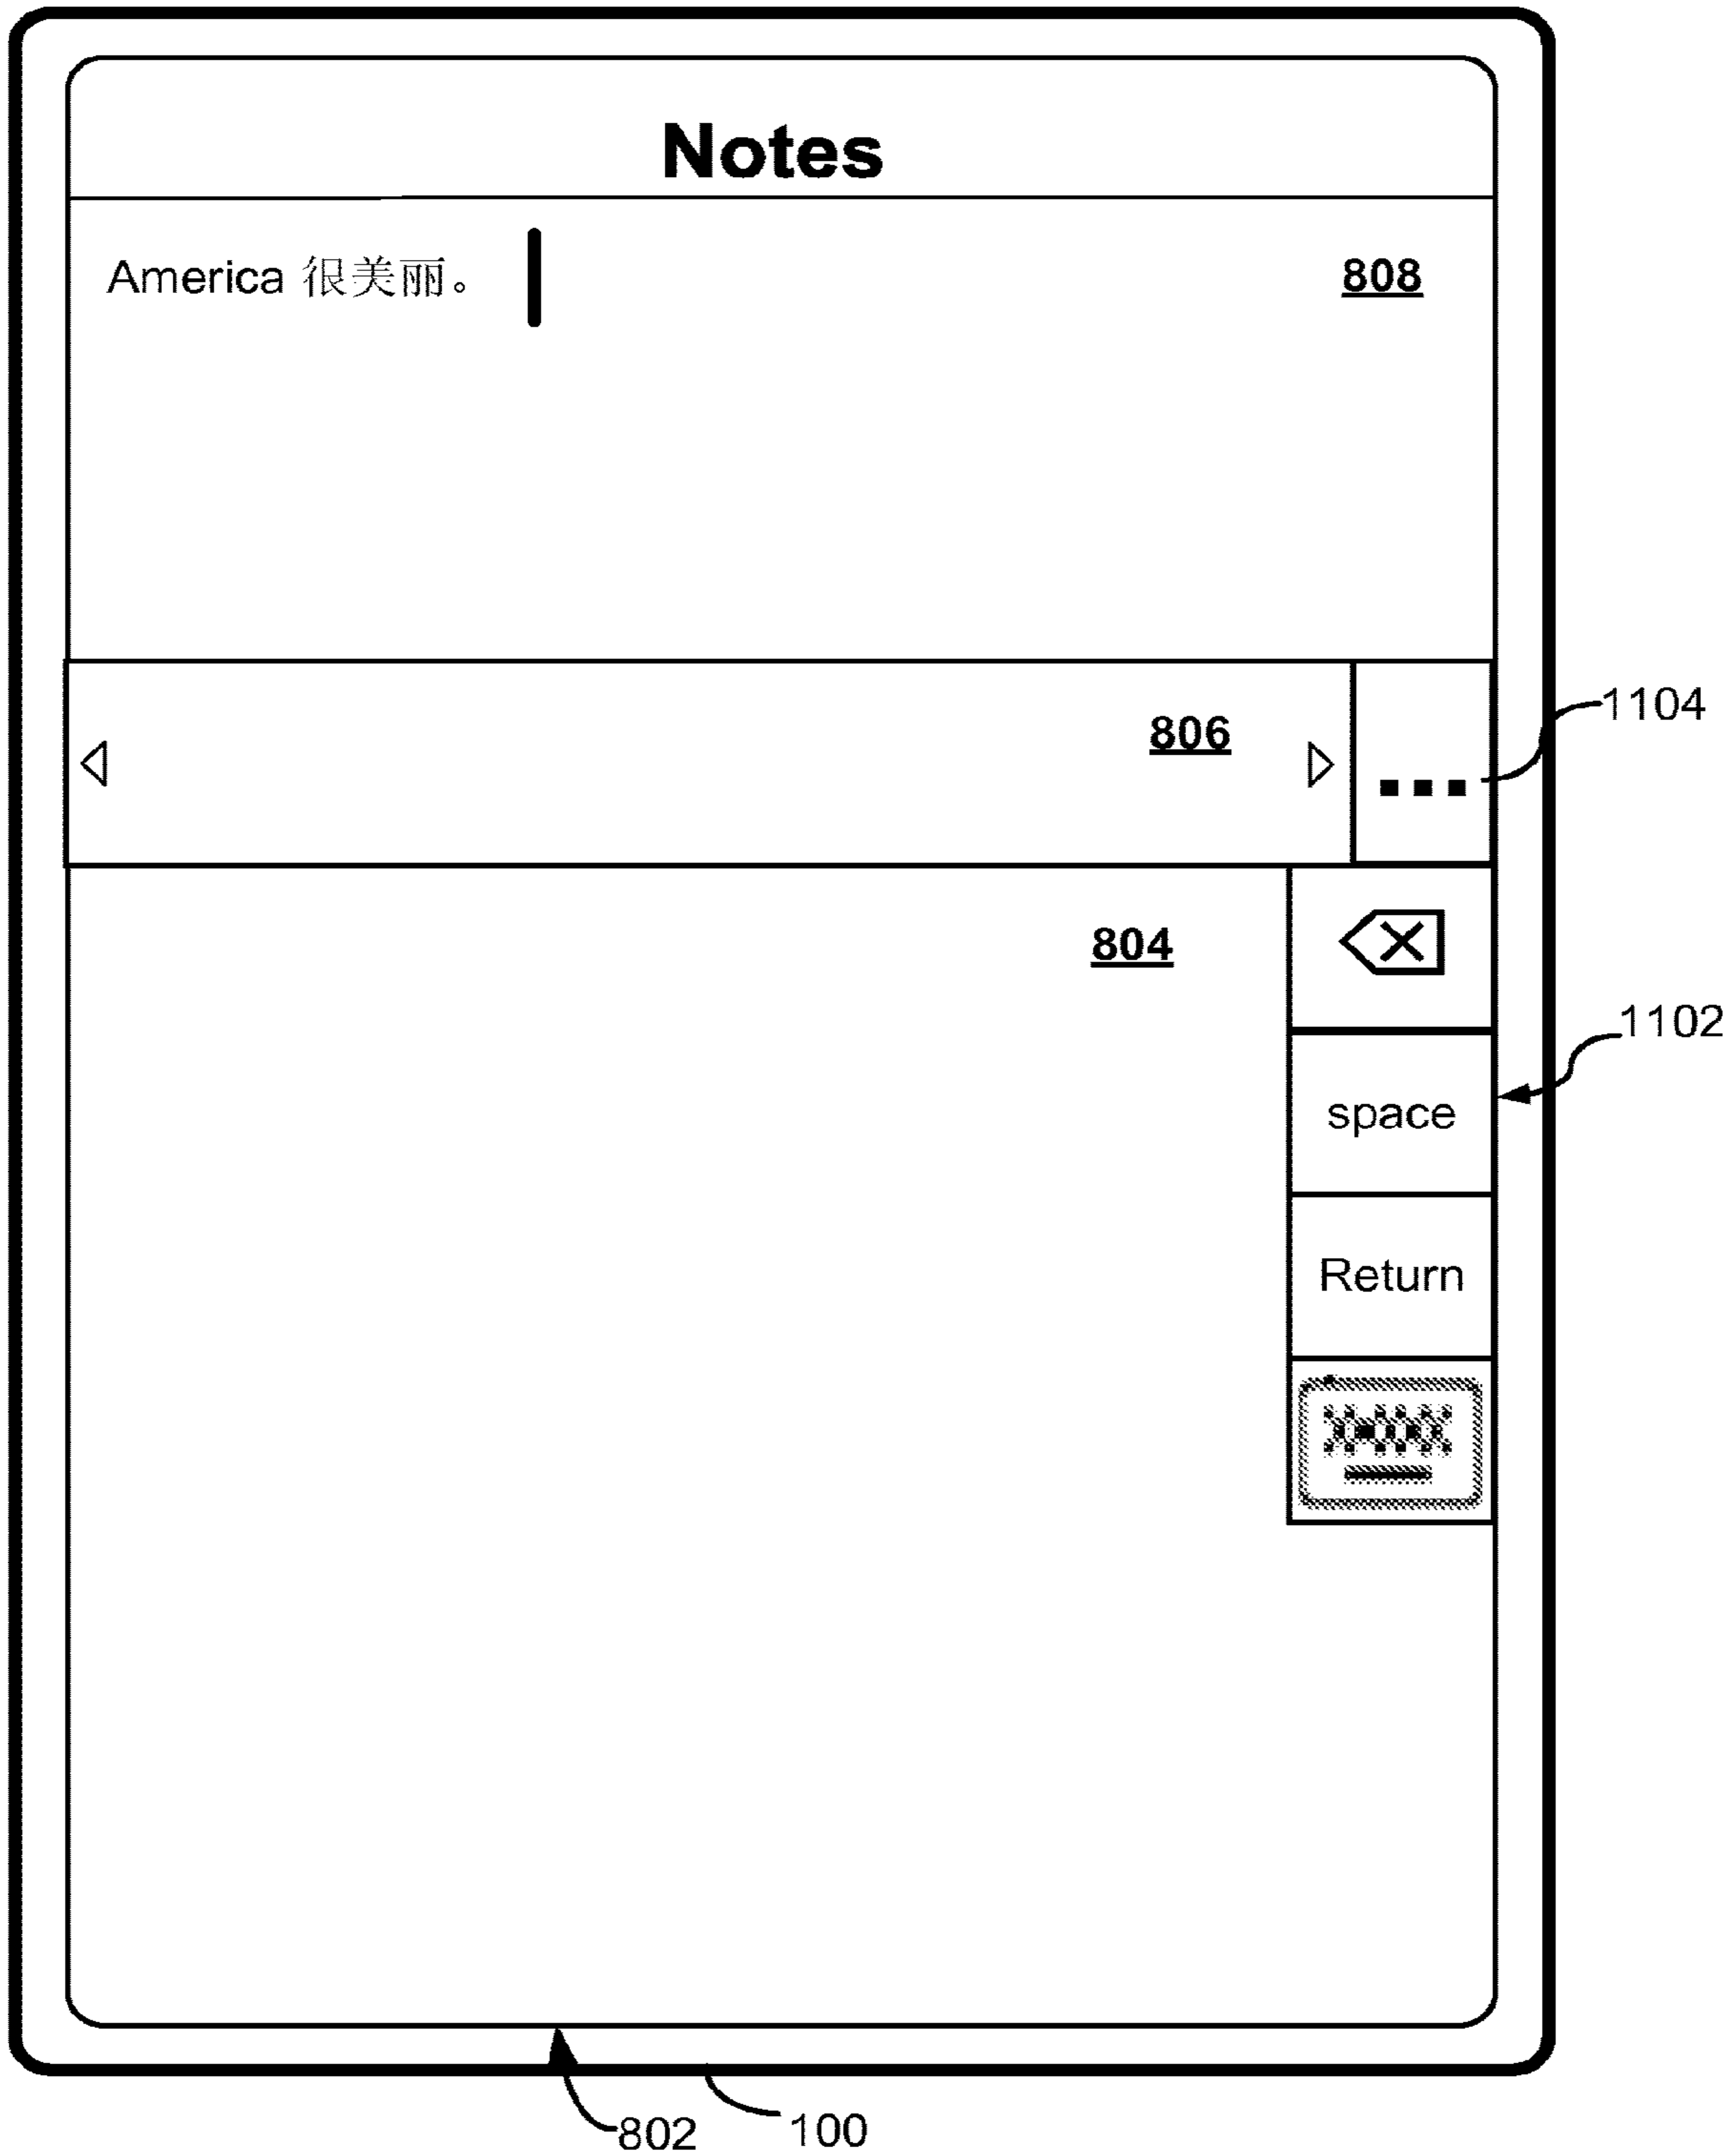 Notes
America 很美丽。
808
806
...
1104
804
1102
space
Return
802
100